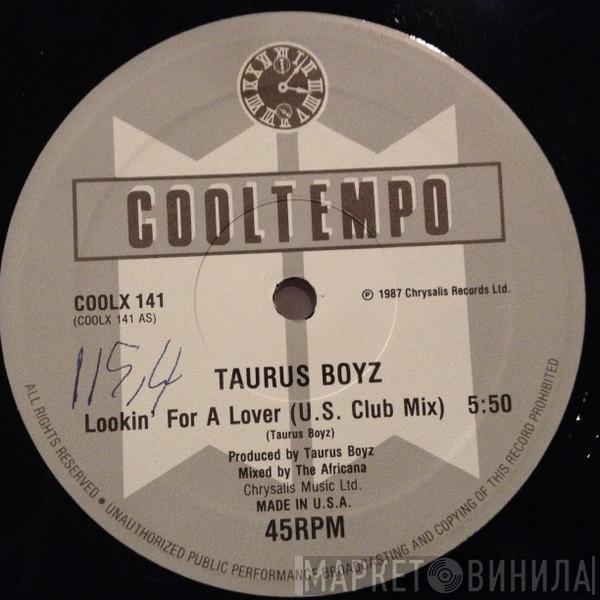 COOLTEMPO
COOLX 141
(COOLX 141 AS)
℗ 1987 Chrysalis Records Ltd.
115,4
TAURUS BOYZ
Lookin' For A Lover (U.S. Club Mix) 5:50
(Taurus Boyz)
Produced by Taurus Boyz
Mixed by The Africana
Chrysalis Music Ltd.
MADE IN U.S.A.
45RPM
ALL RIGHTS RESERVED • UNAUTHORIZED PUBLIC PERFORMANCE BROADCASTING AND COPYING OF THIS RECORD PROHIBITED.
МАРКЕТ ВИНИЛА